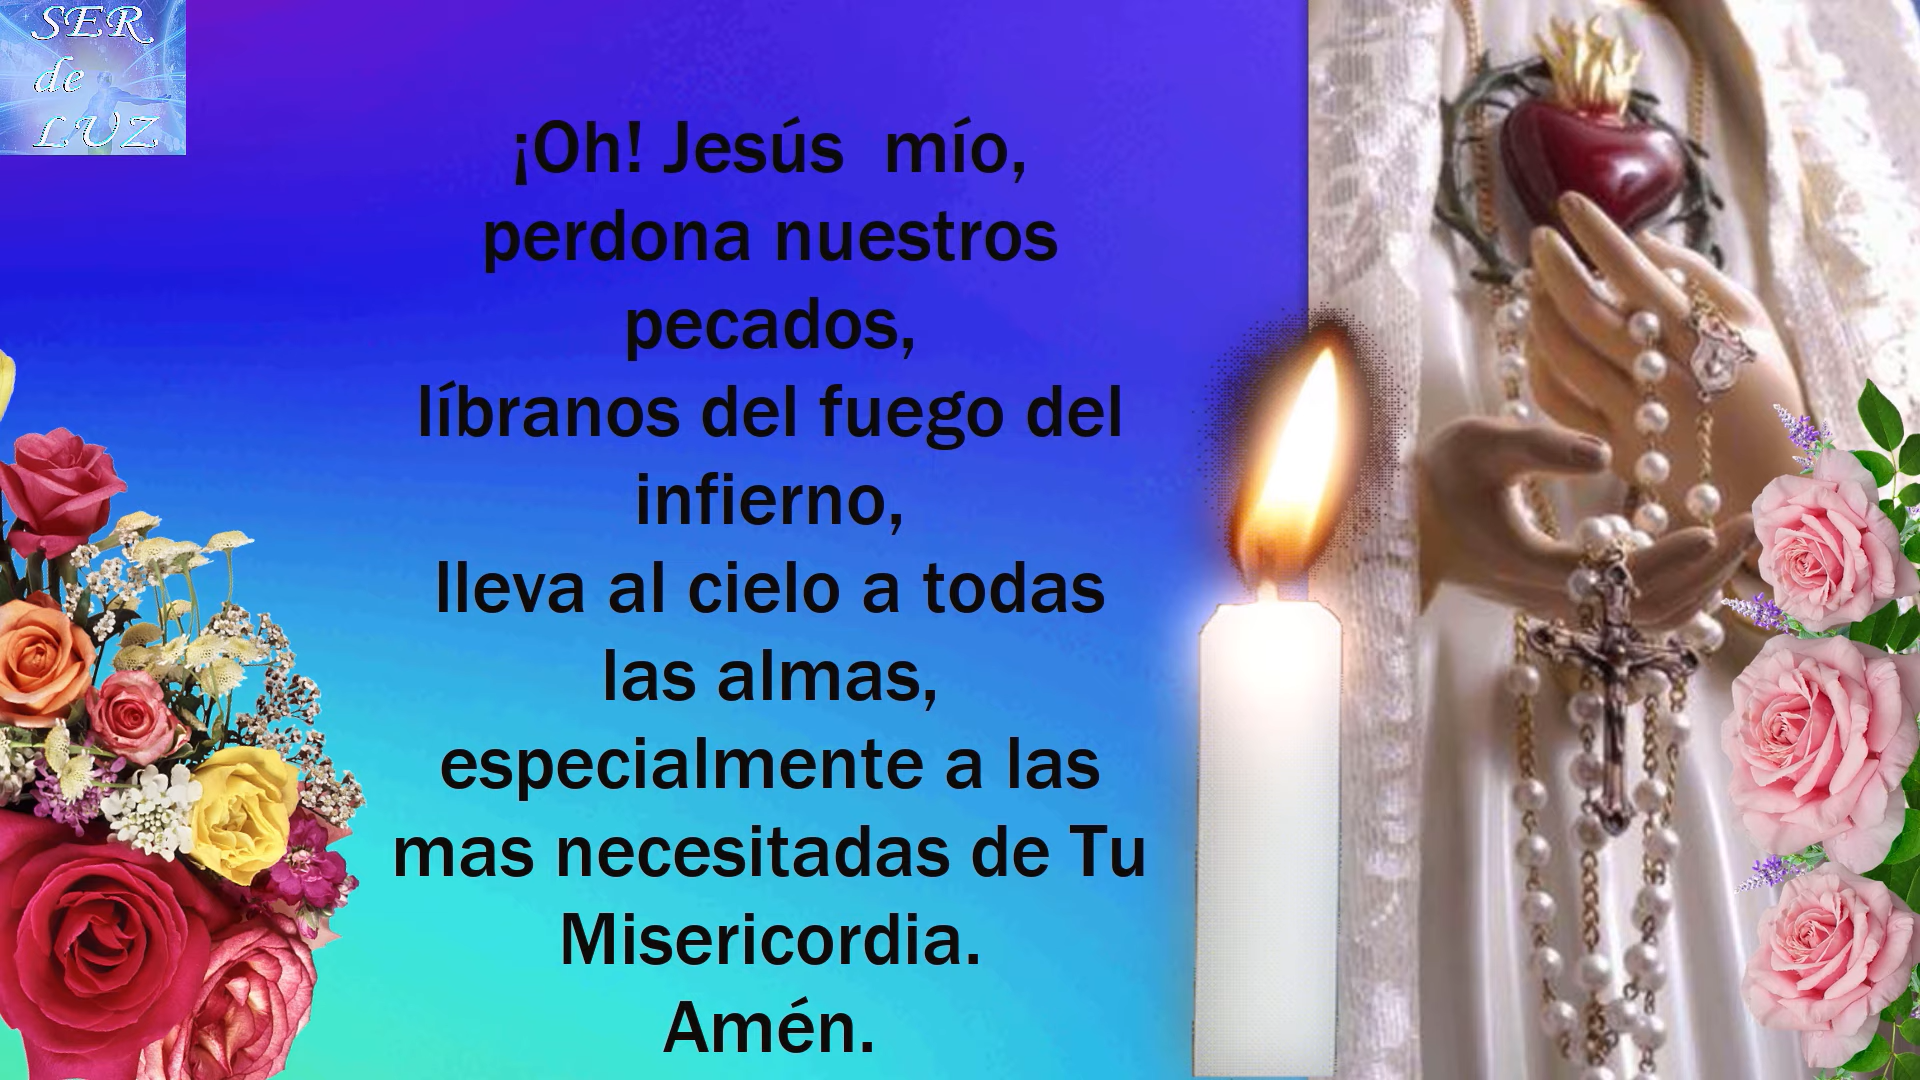 SER
de
LUZ
¡Oh! Jesús  mío,
perdona nuestros
pecados,
líbranos del fuego del
infierno,
lleva al cielo a todas
las almas,
especialmente a las
mas necesitadas de Tu
Misericordia.
Amén.